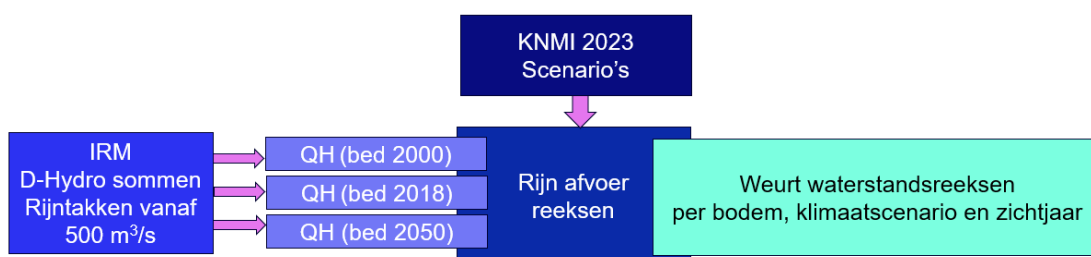 KNMI 2023
Scenario's
IRM
D-Hydro sommen
Rijntakken vanaf
500 m³/s
QH (bed 2000)
QH (bed 2018)
QH (bed 2050)
Rijn afvoer
reeksen
Weurt waterstandsreeksen
per bodem, klimaatscenario en zichtjaar